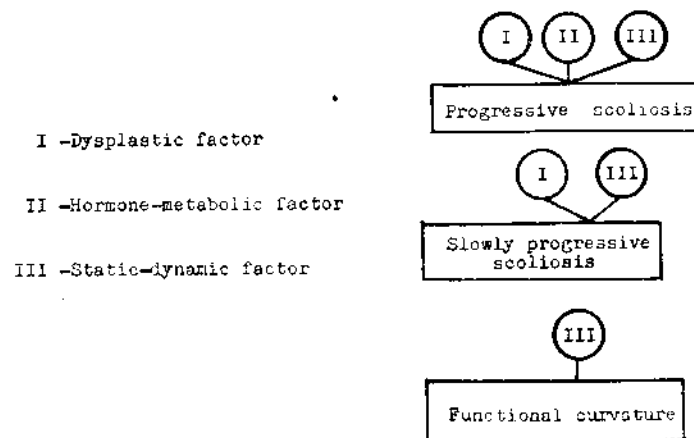 I II III
Progressive scoliosis
I -Dysplastic factor
I III
II -Hormone-metabolic factor
Slowly progressive
scoliosis
III -Static-dynamic factor
III
Functional curvature